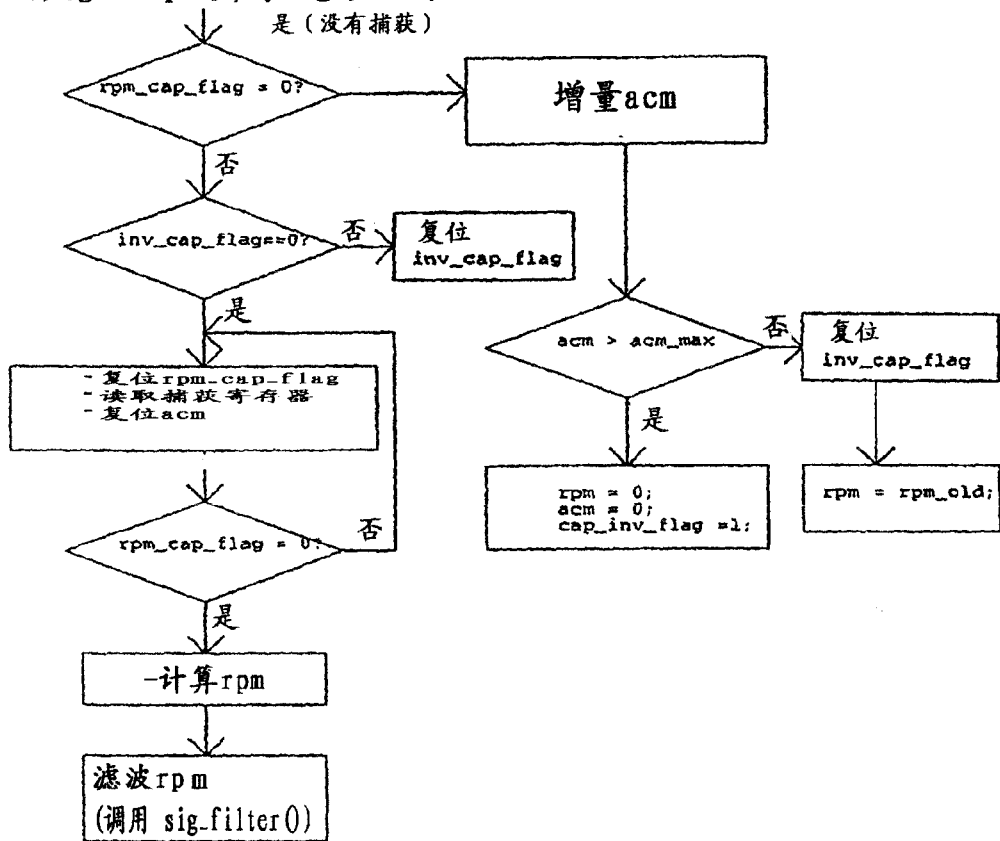 是(没有捕获)
rpm_cap_flag = 0?
增量acm
否
inv_cap_flag==0?
否
复位
inv_cap_flag
是
acm > acm_max
否
复位
inv_cap_flag
-复位rpm_cap_flag
-读取捕获寄存器
-复位acm
是
rpm = 0;
acm = 0;
cap_inv_flag =1;
rpm = rpm_old;
rpm_cap_flag = 0?
否
是
-计算rpm
滤波rpm
(调用 sig_filter())